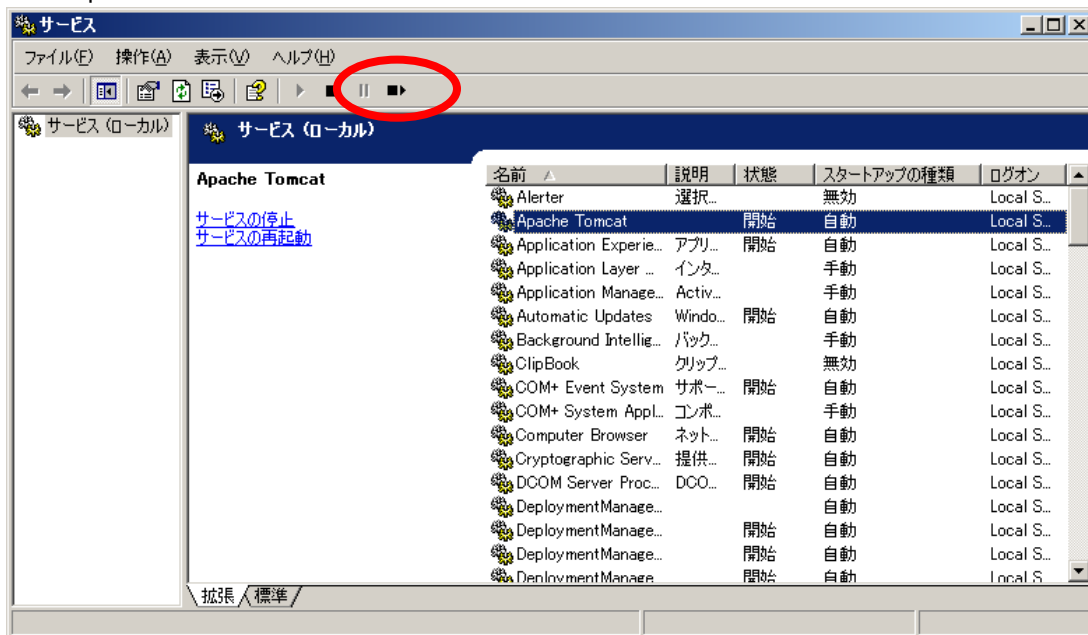 サービス
ファイル(F) 操作(A) 表示(V) ヘルプ(H)
サービス (ローカル)
サービス (ローカル)
Apache Tomcat
サービスの停止
サービスの再起動
名前 説明 状態 スタートアップの種類 ログオン
Alerter 選択... 無効 Local S...
Apache Tomcat 開始 自動 Local S...
Application Experie... アプリ... 開始 自動 Local S...
Application Layer ... インタ... 手動 Local S...
Application Manage... Activ... 手動 Local S...
Automatic Updates Windo... 開始 自動 Local S...
Background Intellig... バック... 手動 Local S...
ClipBook クリップ... 無効 Local S...
COM+ Event System サポー... 開始 自動 Local S...
COM+ System Appl... コンポ... 手動 Local S...
Computer Browser ネット... 開始 自動 Local S...
Cryptographic Serv... 提供... 開始 自動 Local S...
DCOM Server Proc... DCO... 開始 自動 Local S...
DeploymentManage... 自動 Local S...
DeploymentManage... 開始 自動 Local S...
DeploymentManage... 開始 自動 Local S...
DeploymentManage 開始 自動 Local S
拡張 標準